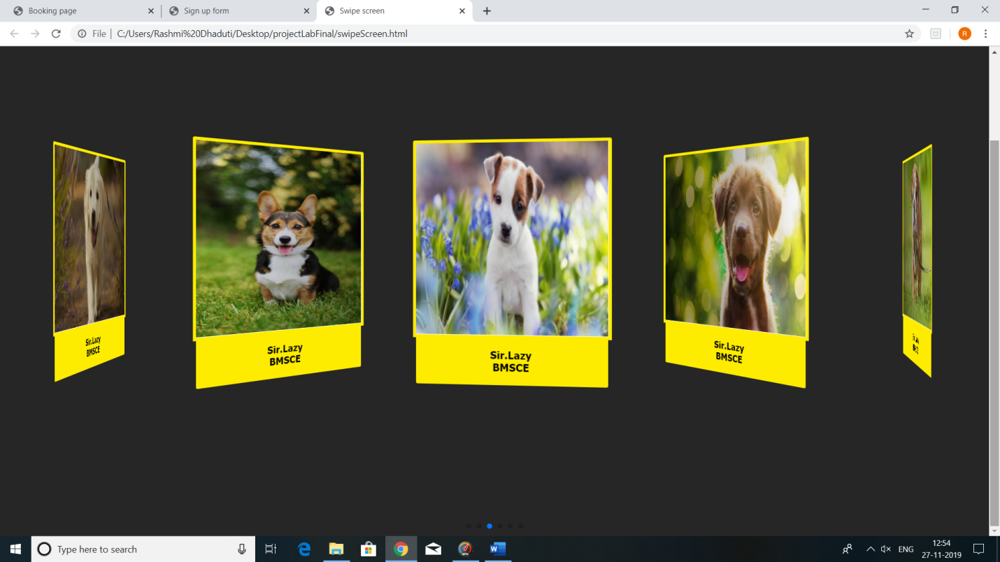 Booking page
Sign up form
Swipe screen
File
C:/Users/Rashmi%20Dhaduti/Desktop/projectLabFinal/swipeScreen.html
R
Sir.Lazy
BMSCE
Sir.Lazy
BMSCE
Sir.Lazy
BMSCE
Sir.Lazy
BMSCE
Type here to search
ENG
12:54
27-11-2019